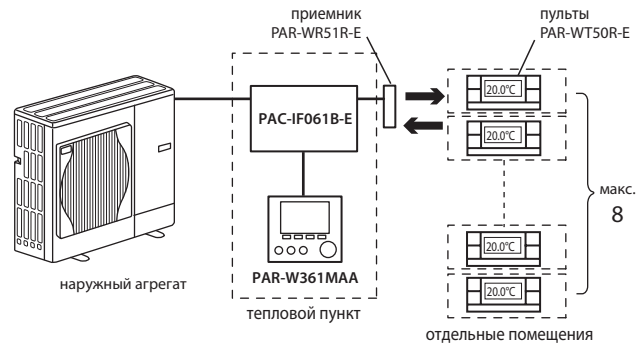 приемник
PAR-WR51R-E
пульты
PAR-WT50R-E
PAC-IF061B-E
20.0°C
20.0°C
макс.
8
PAR-W361MAA
20.0°C
20.0°C
наружный агрегат
тепловой пункт
отдельные помещения